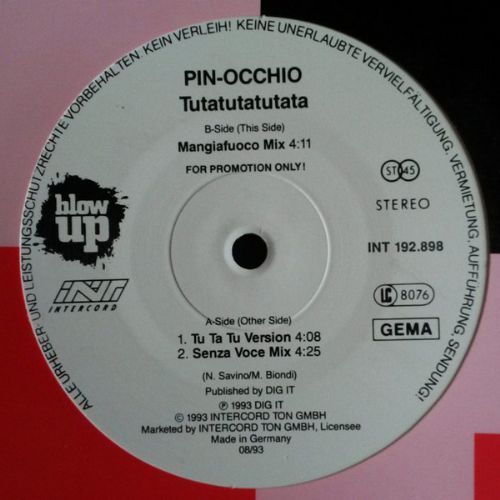 ALLE URHEBER- UND LEISTUNGSSCHUTZRECHTE VORBEHALTEN KEIN VERLEIH! KEINE UNERLAUBTE VERVIELFÄLTIGUNG, VERMIETUNG, AUFFÜHRUNG, SENDUNG!
PIN-OCCHIO
Tutatutatutata
B-Side (This Side)
Mangiafuoco Mix 4:11
FOR PROMOTION ONLY!
blow
up
INT
INTERCORD
ST 45
STEREO
INT 192.898
LC 8076
GEMA
A-Side (Other Side)
1. Tu Ta Tu Version 4:08
2. Senza Voce Mix 4:25
(N. Savino/M. Biondi)
Published by DIG IT
℗ 1993 DIG IT
© 1993 INTERCORD TON GMBH
Marketed by INTERCORD TON GMBH, Licensee
Made in Germany
08/93